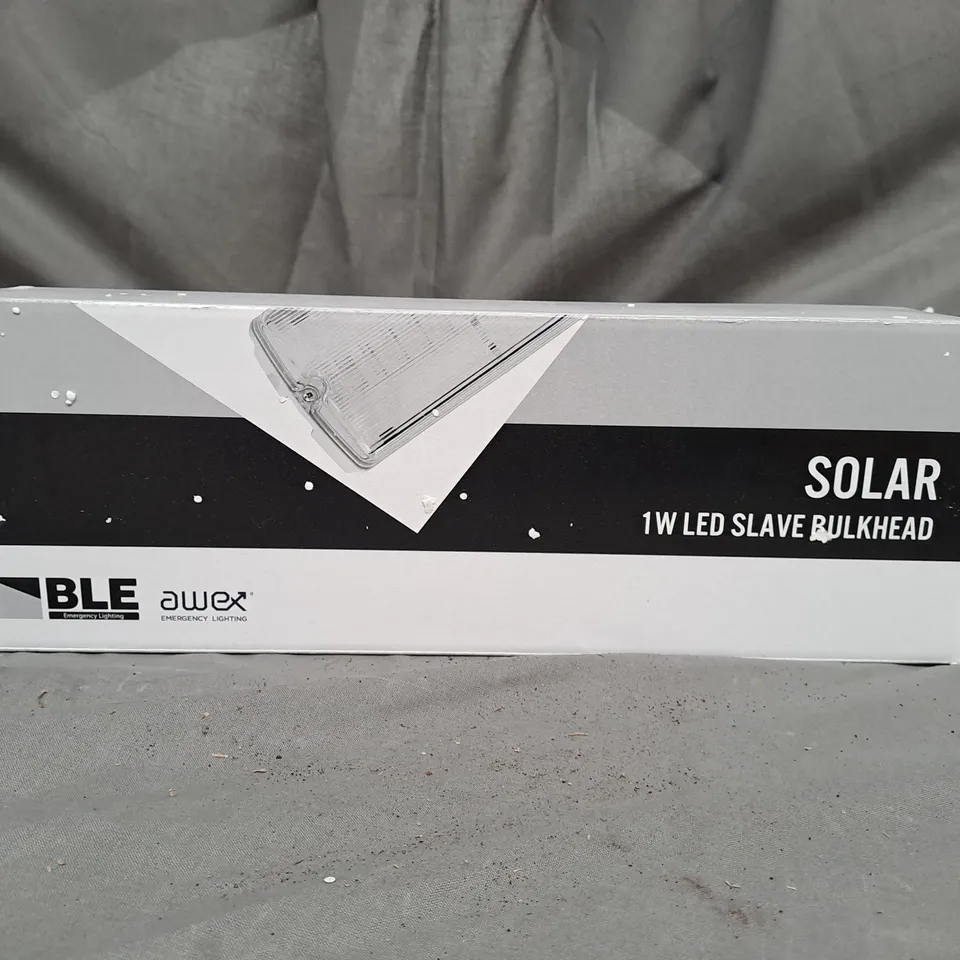 SOLAR
1W LED SLAVE BULKHEAD
BLE
Emergency Lighting
awex®
EMERGENCY LIGHTING